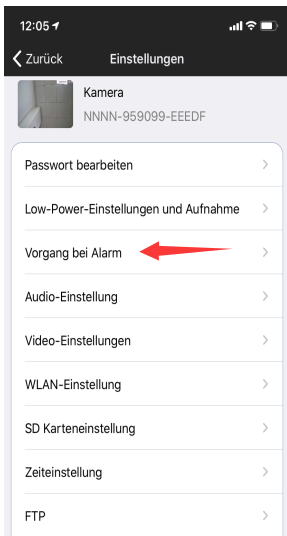 12:05
Zurück
Einstellungen
Kamera
NNNN-959099-EEEDF
Passwort bearbeiten
Low-Power-Einstellungen und Aufnahme
Vorgang bei Alarm
Audio-Einstellung
Video-Einstellungen
WLAN-Einstellung
SD Karteneinstellung
Zeiteinstellung
FTP